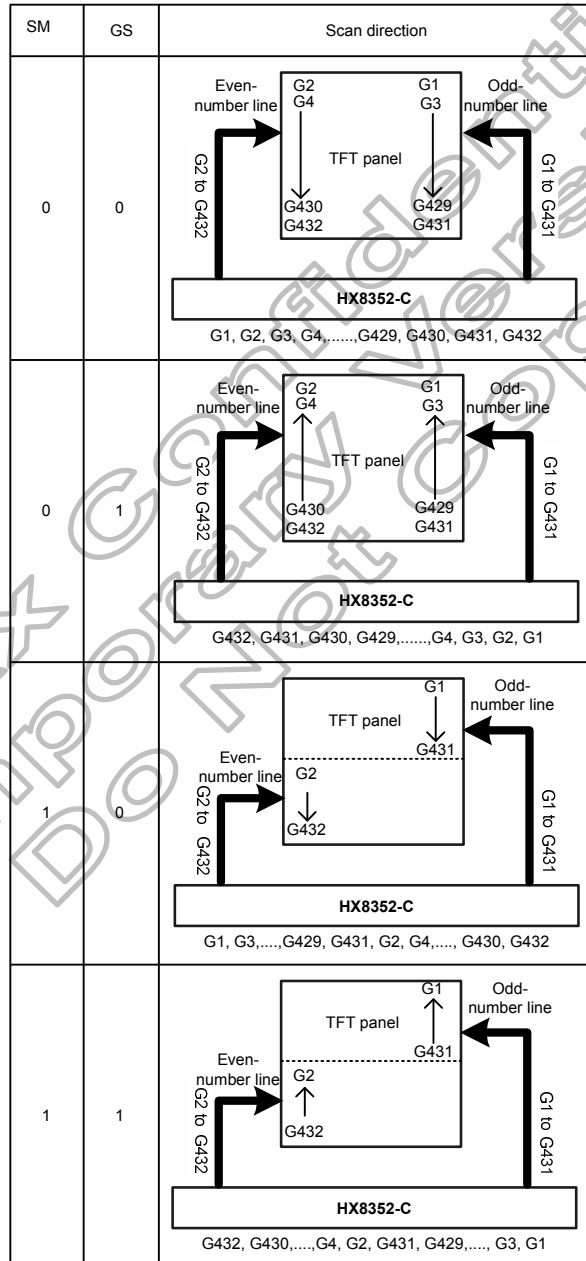 SM GS Scan direction
0 0
Even-number line
G2
G4
G1
G3
Odd-number line
TFT panel
G2 to G432
G1 to G431
G430
G432
G429
G431
HX8352-C
G1, G2, G3, G4,......,G429, G430, G431, G432
0 1
Even-number line
G2
G4
G1
G3
Odd-number line
TFT panel
G2 to G432
G1 to G431
G430
G432
G429
G431
HX8352-C
G432, G431, G430, G429,......,G4, G3, G2, G1
1 0
G1
Odd-number line
TFT panel
G431
Even-number line
G2
G432
G2 to G432
G1 to G431
HX8352-C
G1, G3,....,G429, G431, G2, G4,...., G430, G432
1 1
G1
Odd-number line
TFT panel
G431
Even-number line
G2
G432
G2 to G432
G1 to G431
HX8352-C
G432, G430,....,G4, G2, G431, G429,...., G3, G1
Do Not